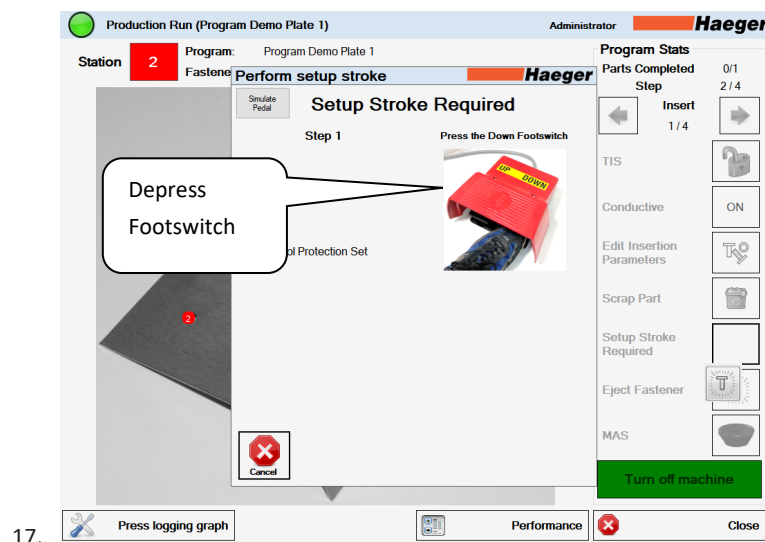 Production Run (Program Demo Plate 1)
Administrator
Haeger
Station
2
Program:
Program Demo Plate 1
Program Stats
Parts Completed
0/1
Step
2 / 4
Insert
1 / 4
Perform setup stroke
Haeger
Simulate
Pedal
Setup Stroke Required
Step 1
Press the Down Footswitch
UP
DOWN
Depress
Footswitch
Protection Set
2
TIS
Conductive
ON
Edit Insertion
Parameters
Scrap Part
Setup Stroke
Required
Eject Fastener
MAS
Cancel
Turn off machine
17.
Press logging graph
Performance
Close